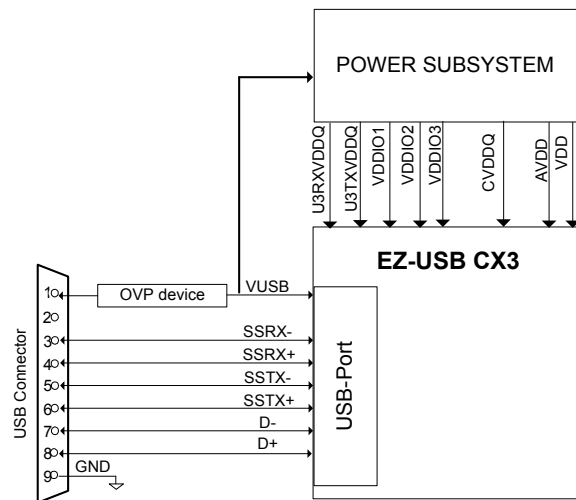 POWER SUBSYSTEM
U3RXVDDQ
U3TXVDDQ
VDDIO1
VDDIO2
VDDIO3
CVDDQ
AVDD
VDD
EZ-USB CX3
USB Connector
1
OVP device
VUSB
2
3
SSRX-
4
SSRX+
5
SSTX-
6
SSTX+
7
D-
8
D+
9
GND
USB-Port